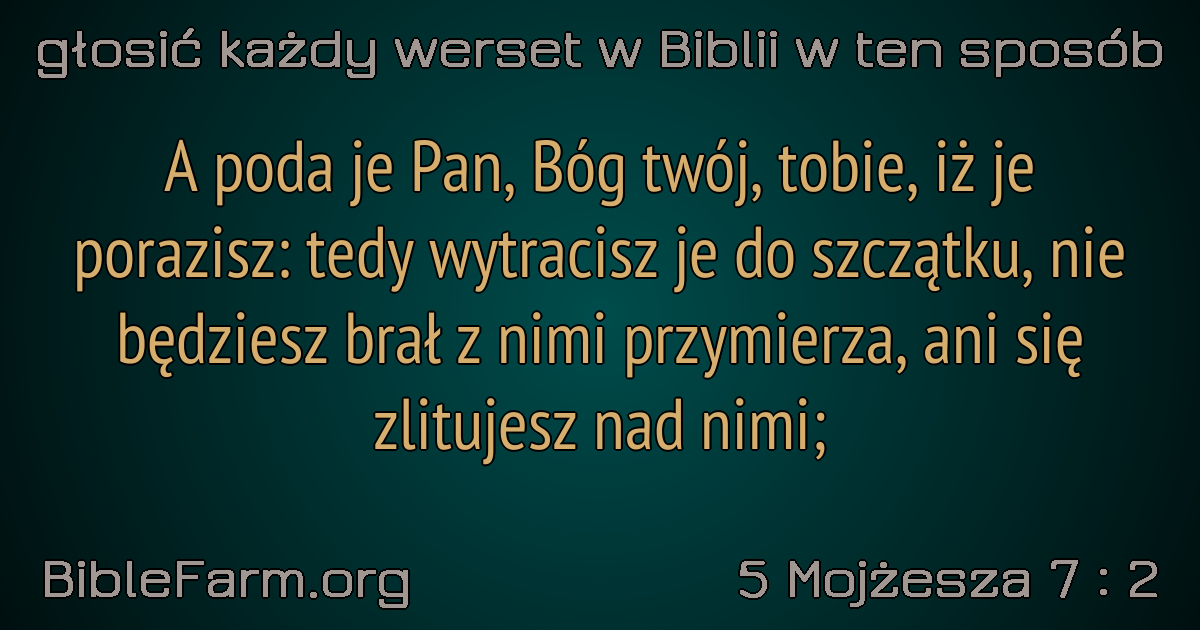 głosić każdy werset w Biblii w ten sposób
A poda je Pan, Bóg twój, tobie, iż je
porazisz: tedy wytracisz je do szczątku, nie
będziesz brał z nimi przymierza, ani się
zlitujesz nad nimi;
BibleFarm.org
5 Mojżesza 7 : 2